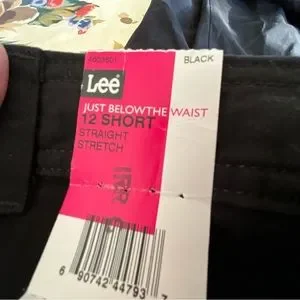 BLACK
Lee
JUST BELOW THE WAIST
12 SHORT
STRAIGHT
STRETCH
6 90742 44793 7